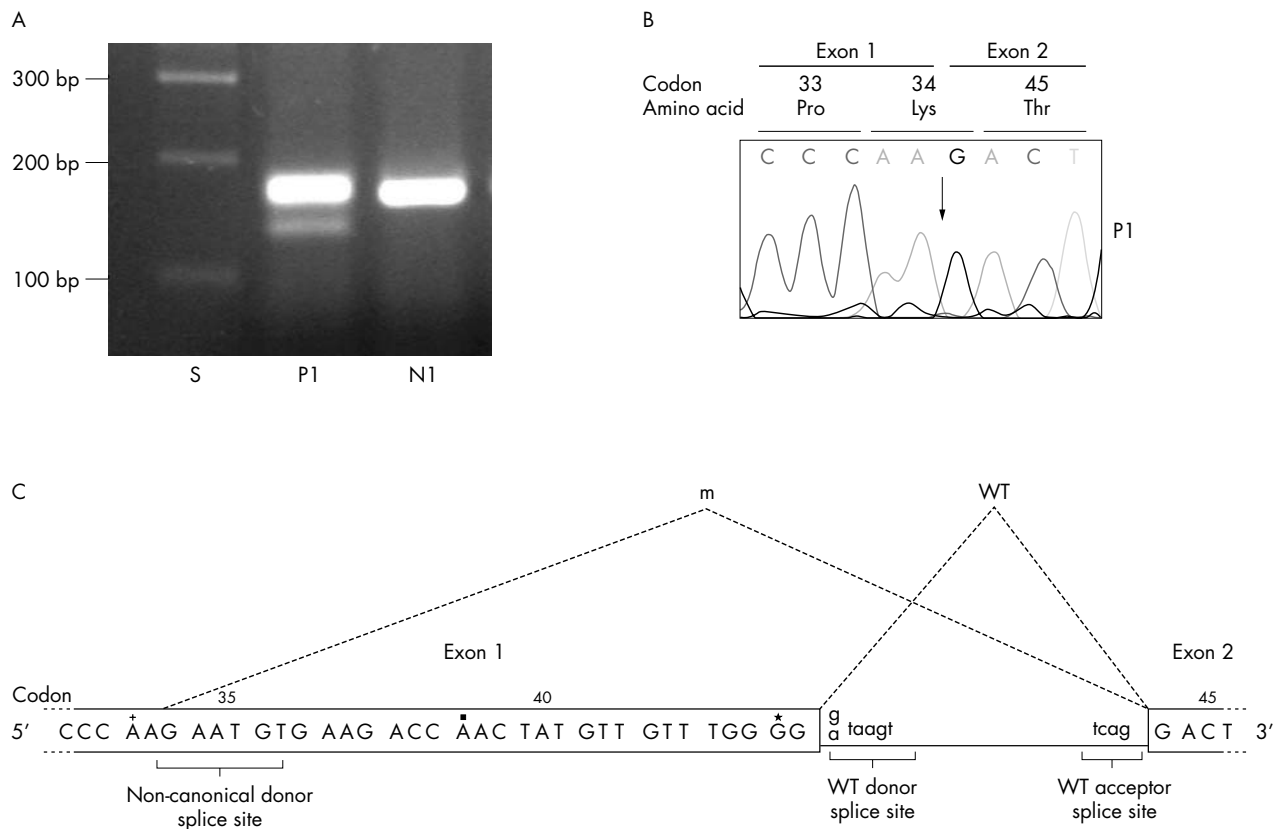 A
300 bp
200 bp
100 bp
S P1 N1
B
Exon 1 Exon 2
Codon 33 34 45
Amino acid Pro Lys Thr
C C C A A G A C T
P1
C
m WT
Exon 1 Exon 2
Codon 35 40 45
+ ■ ★
5′ CCC AAG AAT GTG AAG ACC AAC TAT GTT GTT TGG GG g/a taagt tcag G ACT 3′
Non-canonical donor
splice site
WT donor
splice site
WT acceptor
splice site